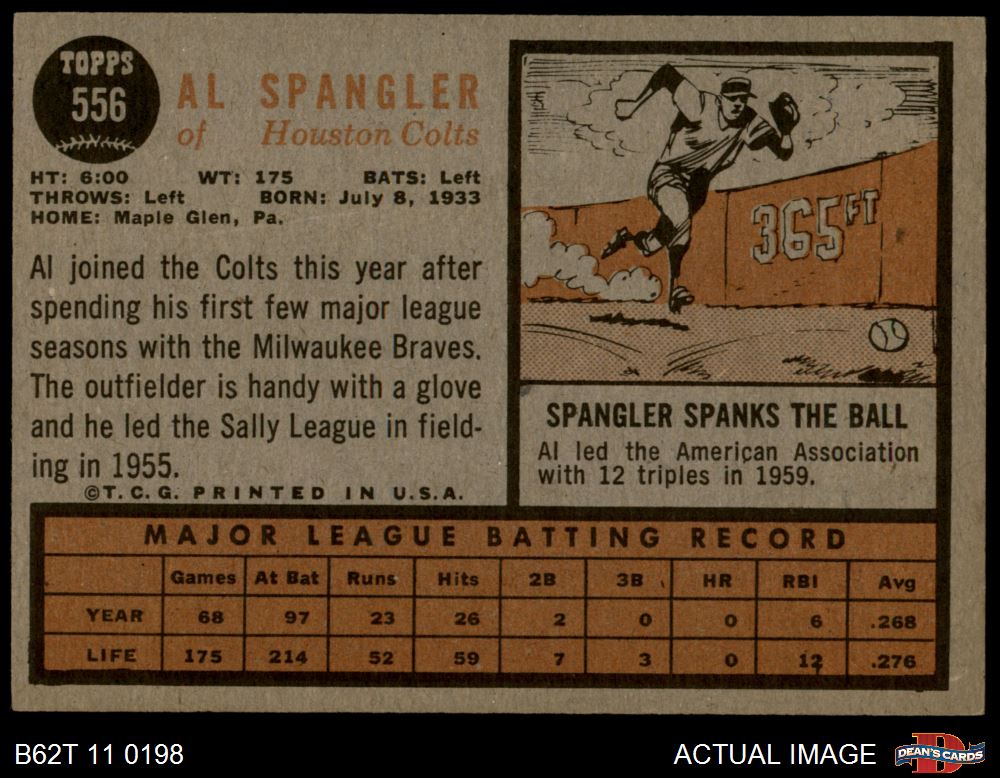 TOPPS
556
AL SPANGLER
of Houston Colts
HT: 6:00 WT: 175 BATS: Left
THROWS: Left BORN: July 8, 1933
HOME: Maple Glen, Pa.
Al joined the Colts this year after
spending his first few major league
seasons with the Milwaukee Braves.
The outfielder is handy with a glove
and he led the Sally League in field-
ing in 1955.
©T.C.G. PRINTED IN U.S.A.
365 FT
SPANGLER SPANKS THE BALL
Al led the American Association
with 12 triples in 1959.
MAJOR LEAGUE BATTING RECORD
Games At Bat Runs Hits 2B 3B HR RBI Avg
YEAR 68 97 23 26 2 0 0 6 .268
LIFE 175 214 52 59 7 3 0 12 .276
B62T 11 0198 ACTUAL IMAGE DEAN'S CARDS